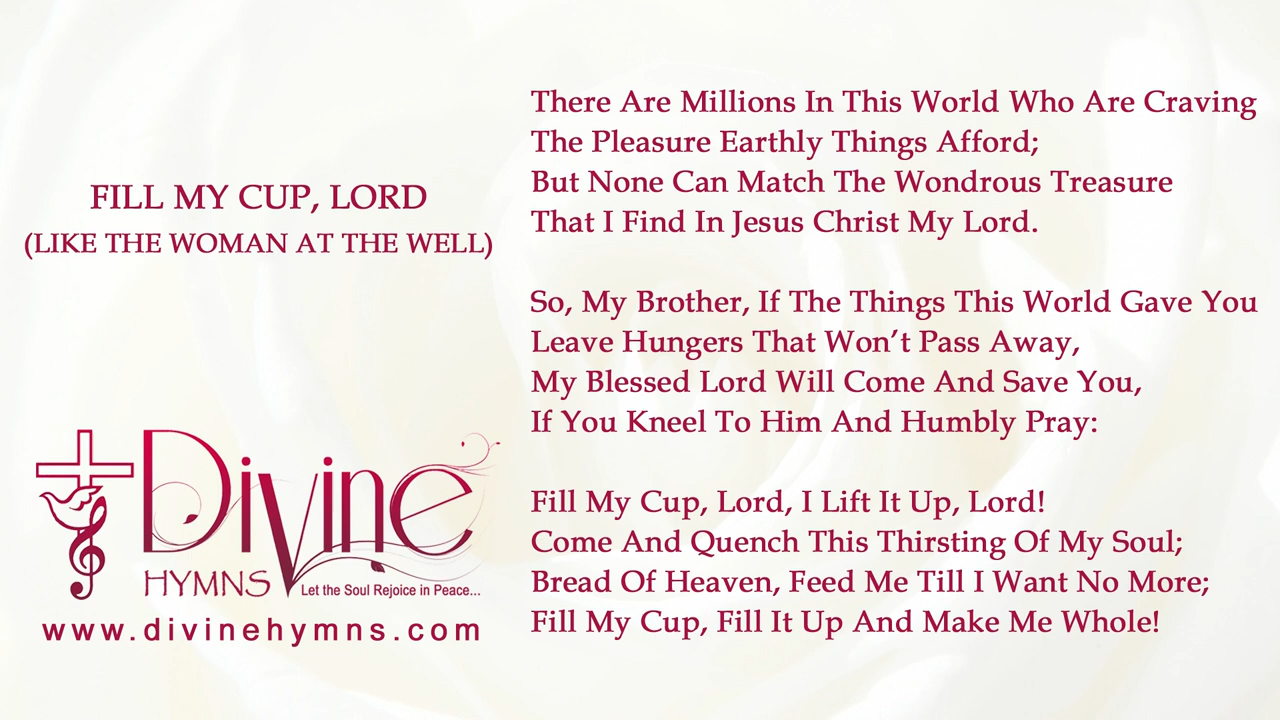 FILL MY CUP, LORD
(LIKE THE WOMAN AT THE WELL)
Divine
HYMNS
Let the Soul Rejoice in Peace...
www.divinehymns.com
There Are Millions In This World Who Are Craving
The Pleasure Earthly Things Afford;
But None Can Match The Wondrous Treasure
That I Find In Jesus Christ My Lord.
So, My Brother, If The Things This World Gave You
Leave Hungers That Won’t Pass Away,
My Blessed Lord Will Come And Save You,
If You Kneel To Him And Humbly Pray:
Fill My Cup, Lord, I Lift It Up, Lord!
Come And Quench This Thirsting Of My Soul;
Bread Of Heaven, Feed Me Till I Want No More;
Fill My Cup, Fill It Up And Make Me Whole!